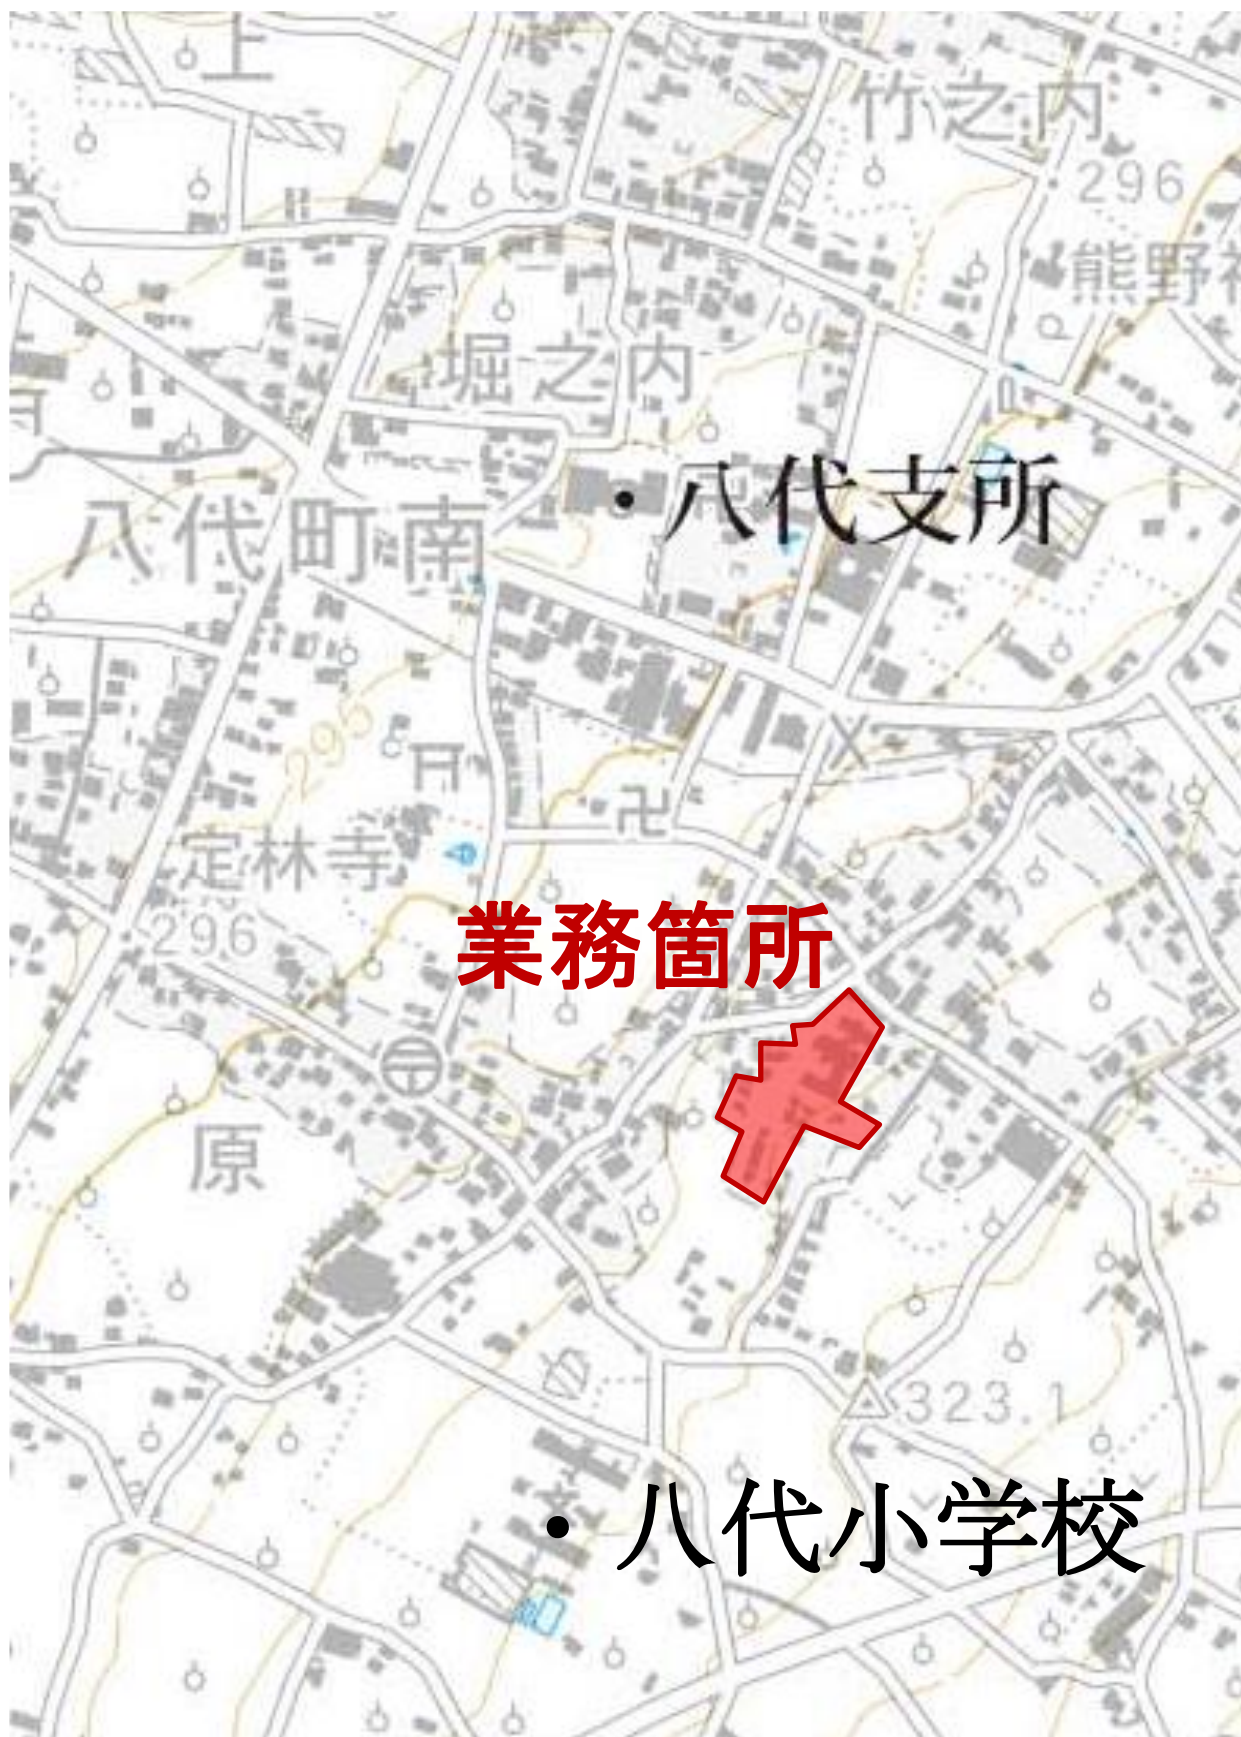 上
竹之内
296
熊野
堀之内
・八代支所
八代町南
295
定林寺
296
業務箇所
原
323.1
・八代小学校